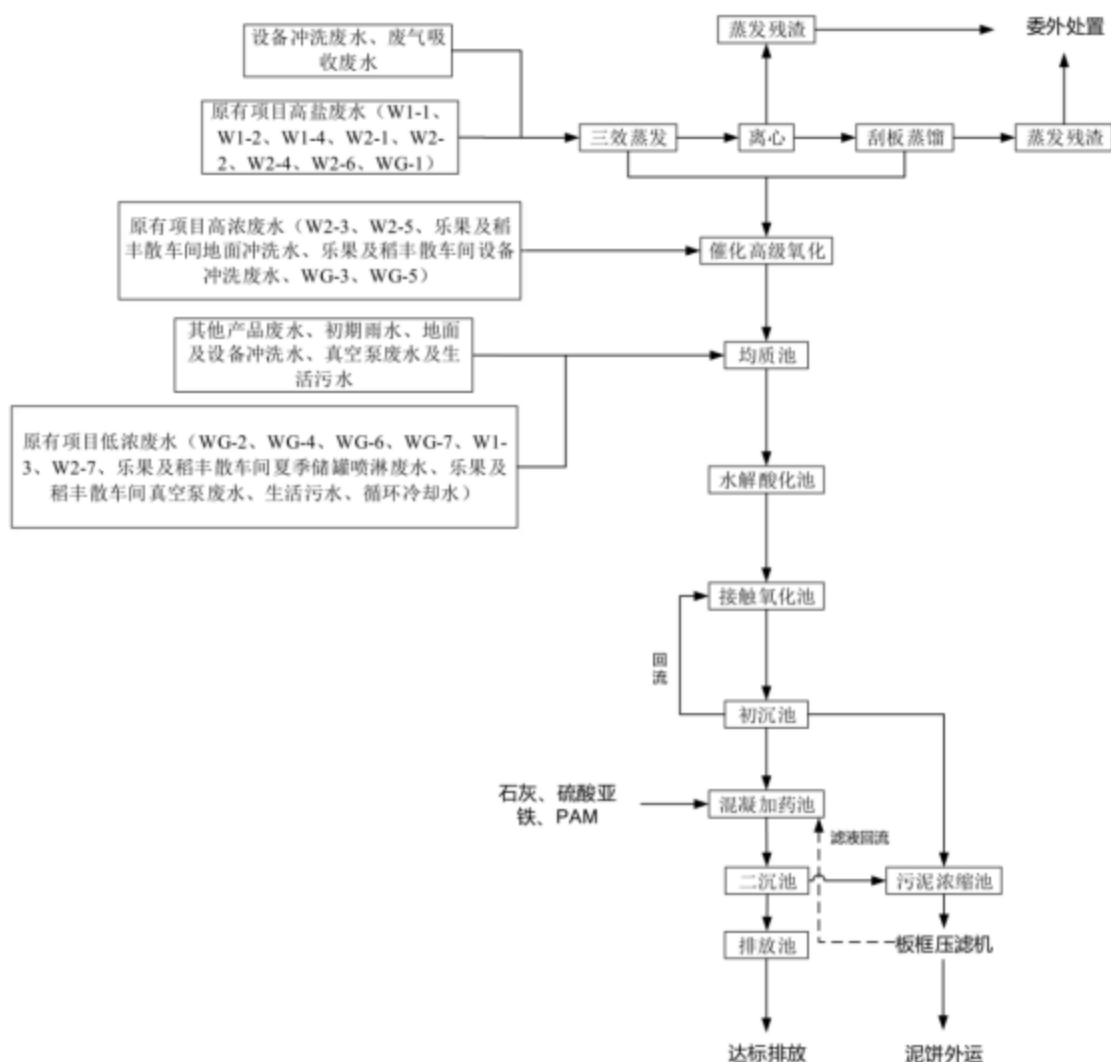 蒸发残渣
委外处置
设备冲洗废水、废气吸
收废水
原有项目高盐废水（W1-1、
W1-2、W1-4、W2-1、W2-
2、W2-4、W2-6、WG-1）
三效蒸发
离心
刮板蒸馏
蒸发残渣
原有项目高浓废水（W2-3、W2-5、乐果及稻
丰散车间地面冲洗水、乐果及稻丰散车间设备
冲洗废水、WG-3、WG-5）
催化高级氧化
其他产品废水、初期雨水、地面
及设备冲洗水、真空泵废水及生
活污水
均质池
原有项目低浓废水（WG-2、WG-4、WG-6、WG-7、W1-
3、W2-7、乐果及稻丰散车间夏季储罐喷淋废水、乐果及
稻丰散车间真空泵废水、生活污水、循环冷却水）
水解酸化池
接触氧化池
回
流
初沉池
石灰、硫酸亚
铁、PAM
混凝加药池
滤液回流
二沉池
污泥浓缩池
排放池
板框压滤机
达标排放
泥饼外运